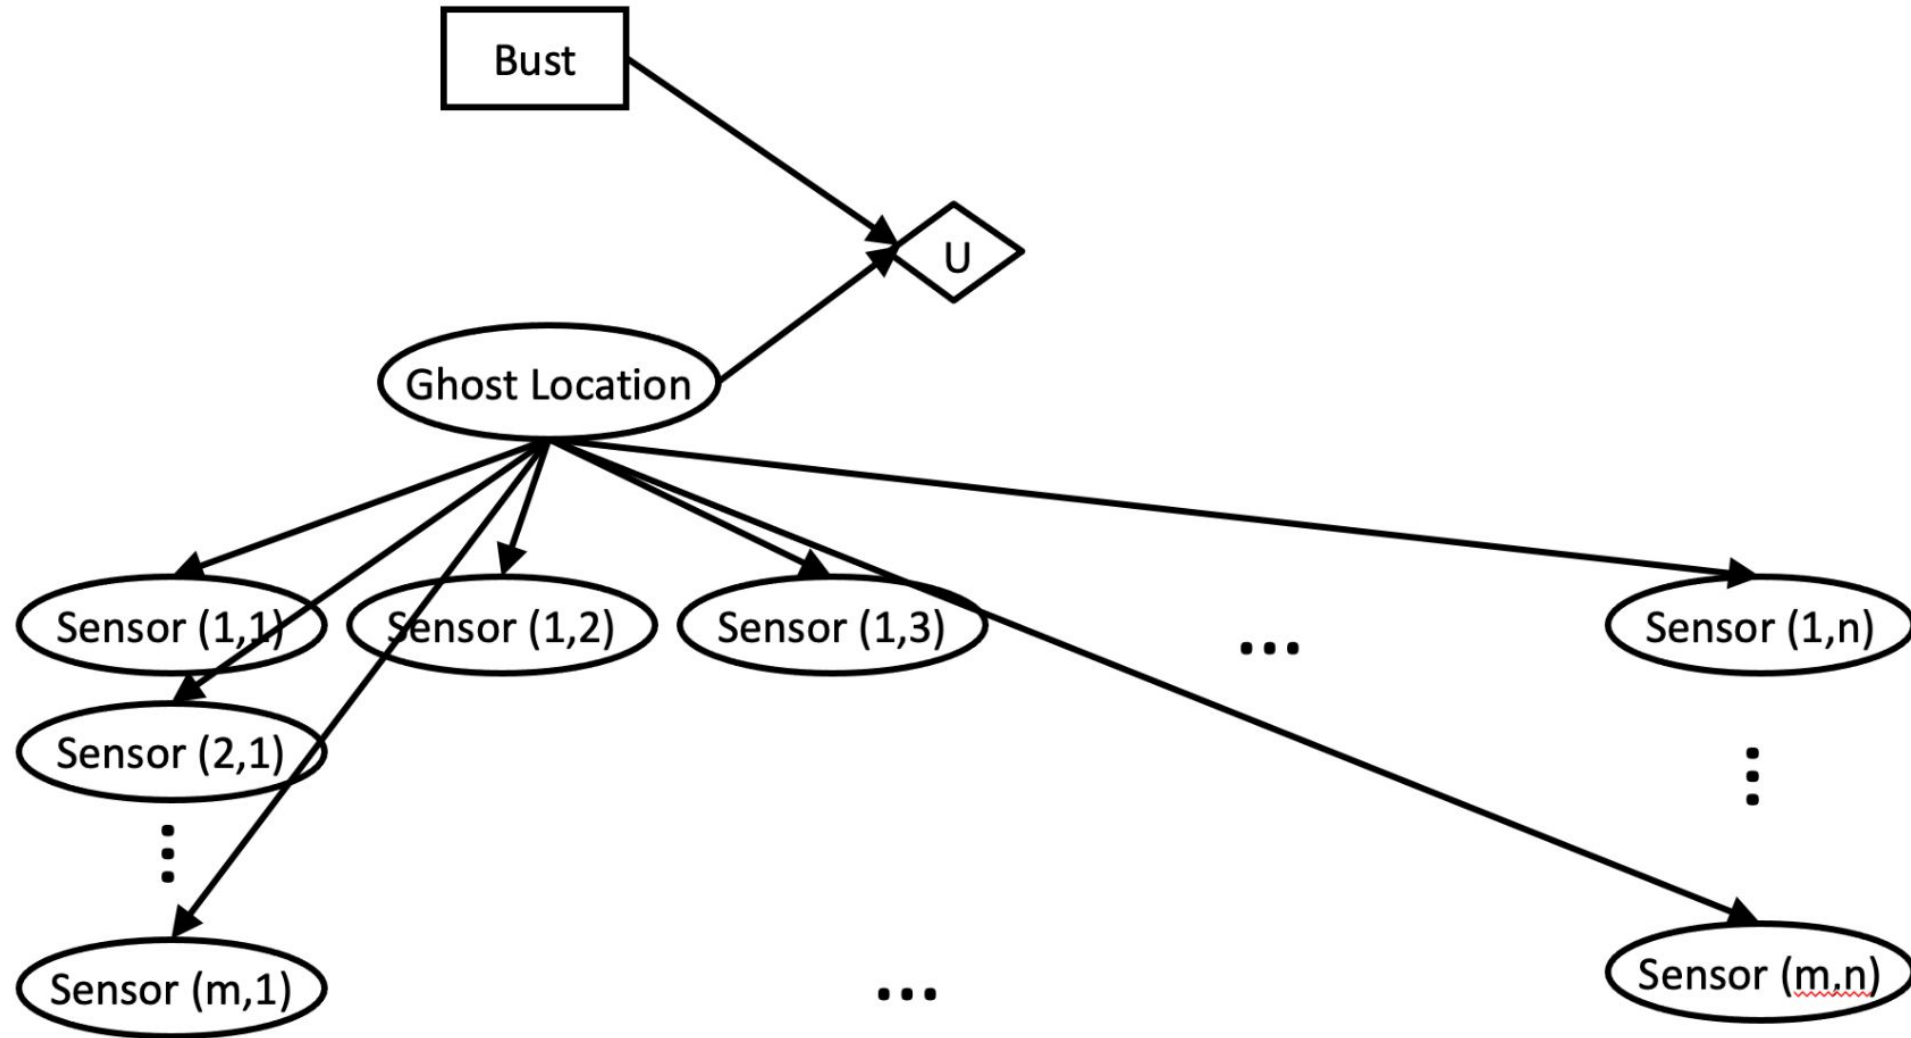 Bust
U
Ghost Location
Sensor (1,1)
Sensor (1,2)
Sensor (1,3)
...
Sensor (1,n)
Sensor (2,1)
Sensor (m,1)
...
Sensor (m,n)